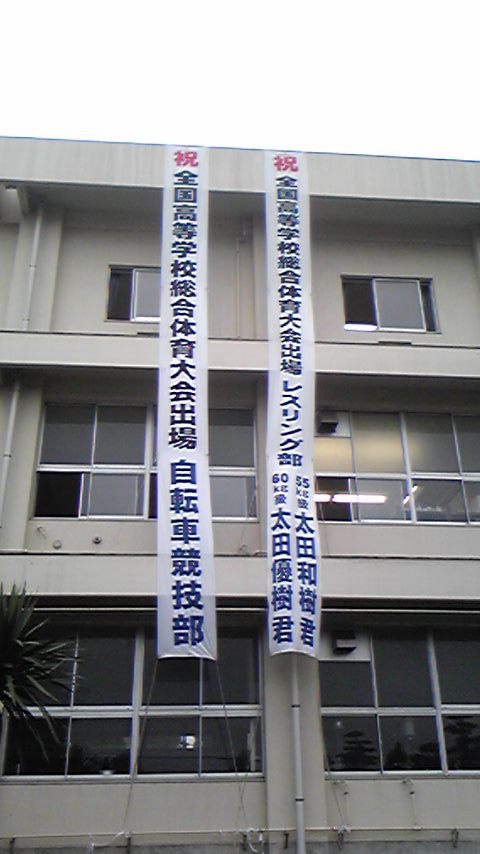 祝 全国高等学校総合体育大会出場 レスリング部
55kg級 太田和樹君
60kg級 太田優樹君
祝 全国高等学校総合体育大会出場 自転車競技部